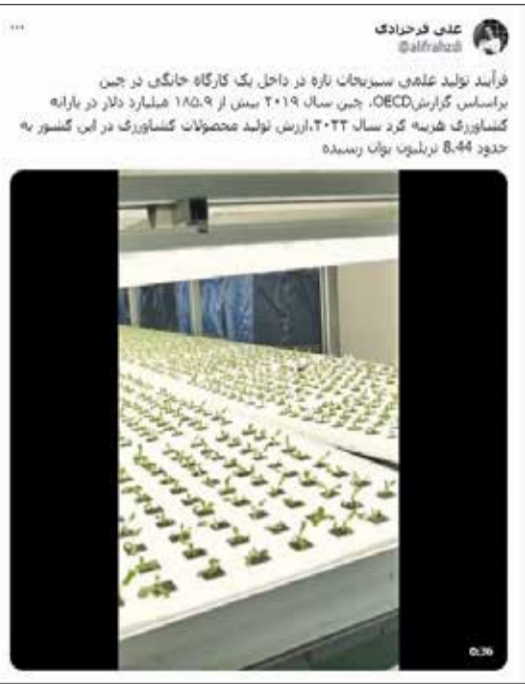 علی فرحزادی
@alifrahzdi
فرآیند تولید علمی سبزیجات تازه در داخل یک کارگاه خانگی در چین
براساس گزارشOECD، چین سال ۲۰۱۹ بیش از ۱۸۵.۹ میلیارد دلار در یارانه
کشاورزی هزینه کرد سال ۲۰۲۲،ارزش تولید محصولات کشاورزی در این کشور به
حدود 8.44 تریلیون یوان رسیده
0:36